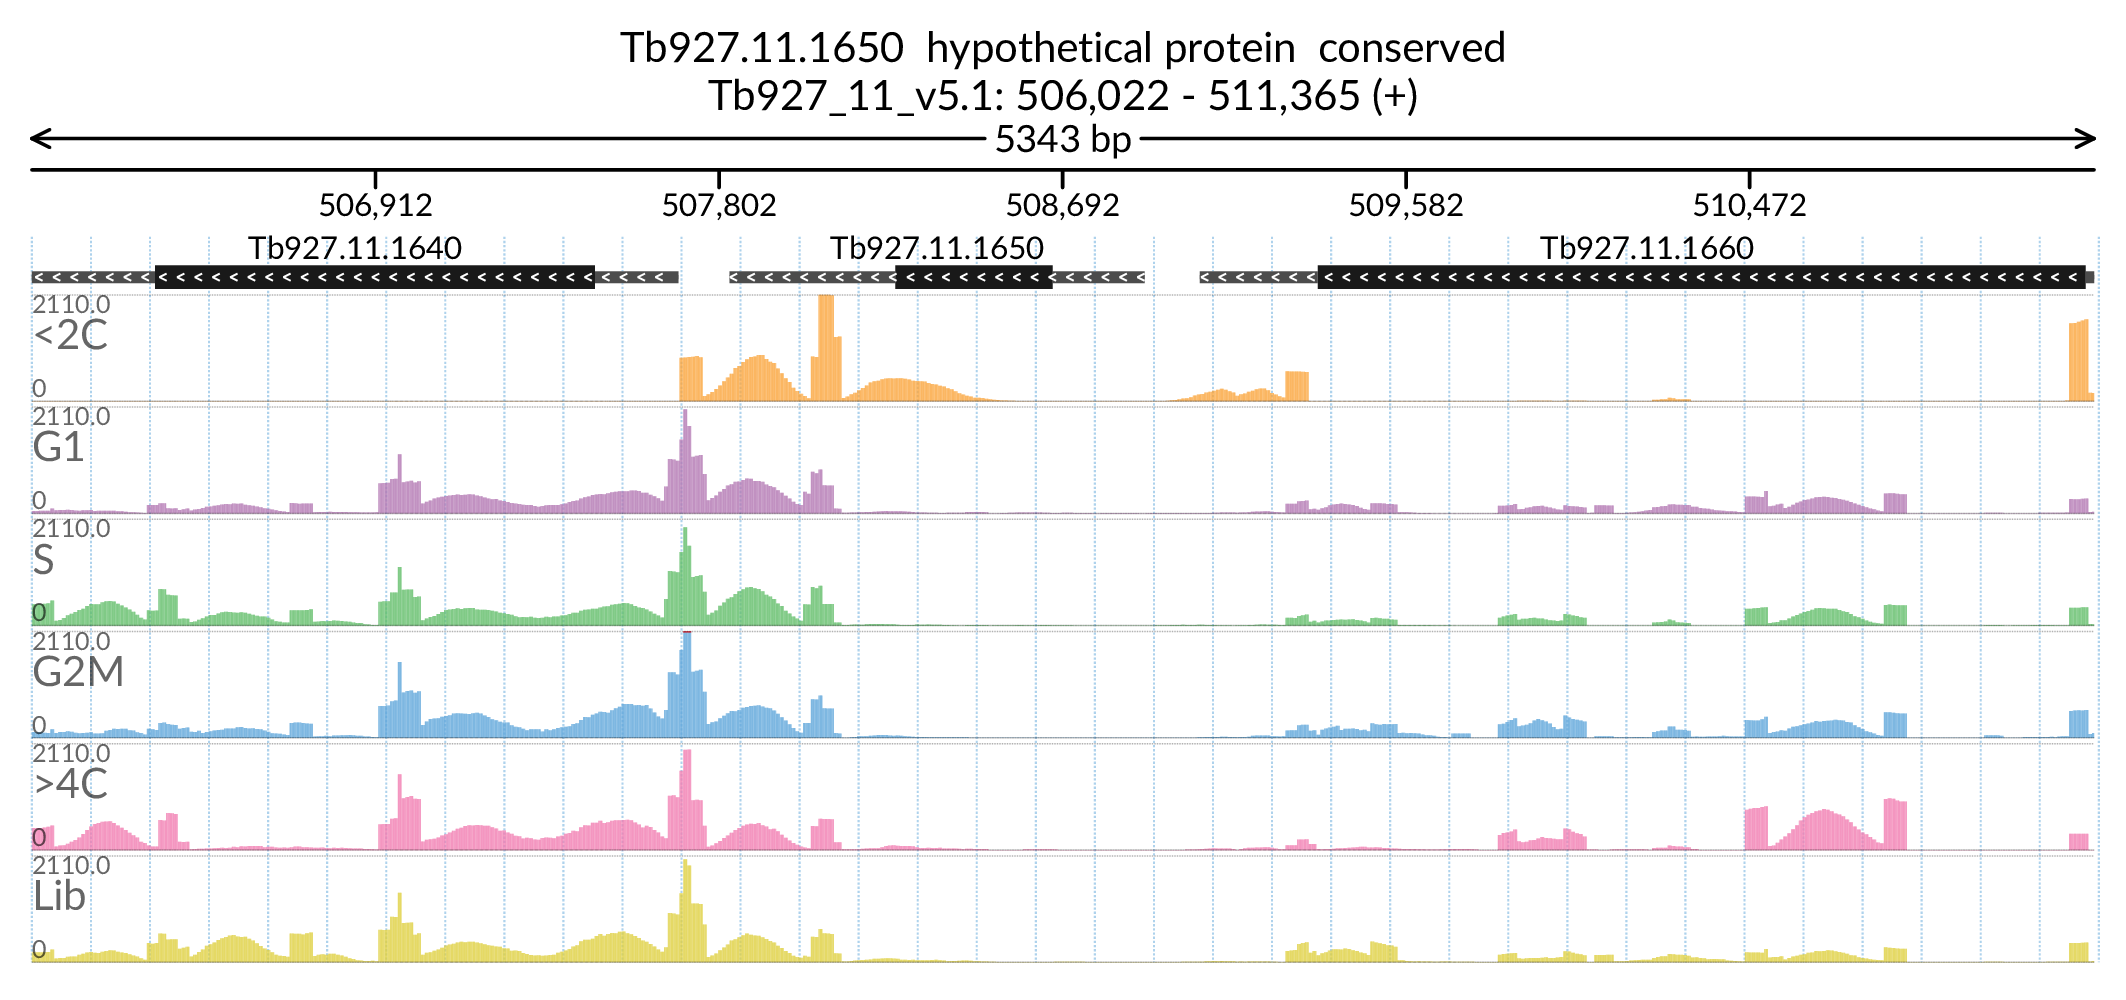 Tb927.11.1650  hypothetical protein  conserved
Tb927_11_v5.1: 506,022 - 511,365 (+)
5343 bp
506,912 507,802 508,692 509,582 510,472
Tb927.11.1640 Tb927.11.1650 Tb927.11.1660
2110.0
<2C
0
2110.0
G1
0
2110.0
S
0
2110.0
G2M
0
2110.0
>4C
0
2110.0
Lib
0